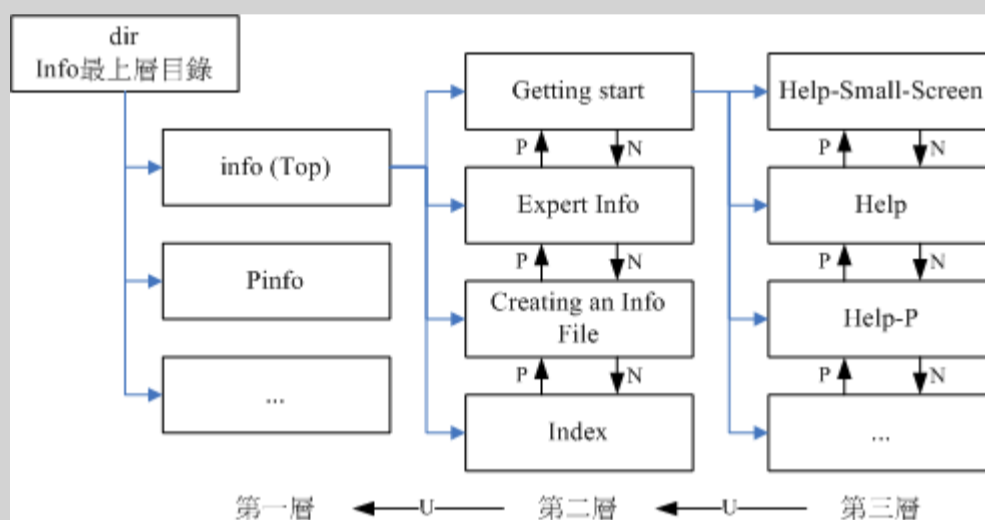 dir
Info最上層目錄
Getting start
Help-Small-Screen
P
N
P
N
info (Top)
Expert Info
Help
P
N
P
N
Pinfo
Creating an Info
File
Help-P
P
N
P
N
...
Index
...
第一層
U
第二層
U
第三層